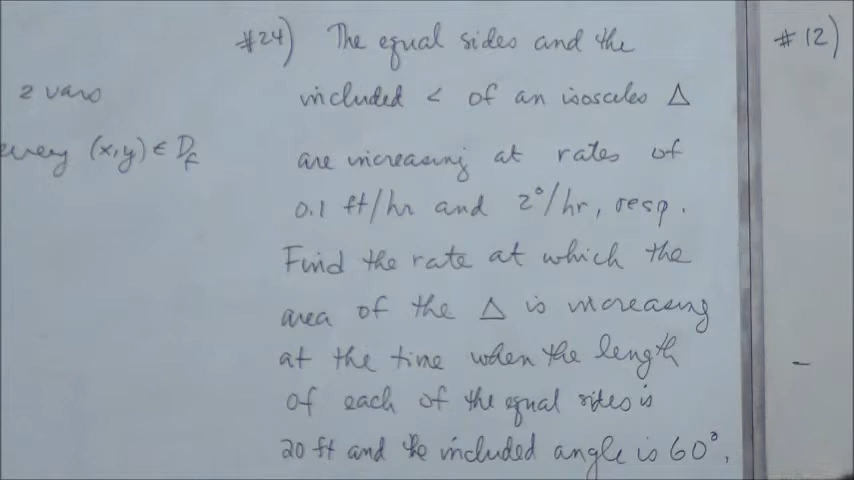 2 vars
every (x,y) ∈ D_f
#24) The equal sides and the
included < of an isosceles Δ
are increasing at rates of
0.1 ft/hr and 2°/hr, resp.
Find the rate at which the
area of the Δ is increasing
at the time when the length
of each of the equal sides is
20 ft and the included angle is 60°.
#12)